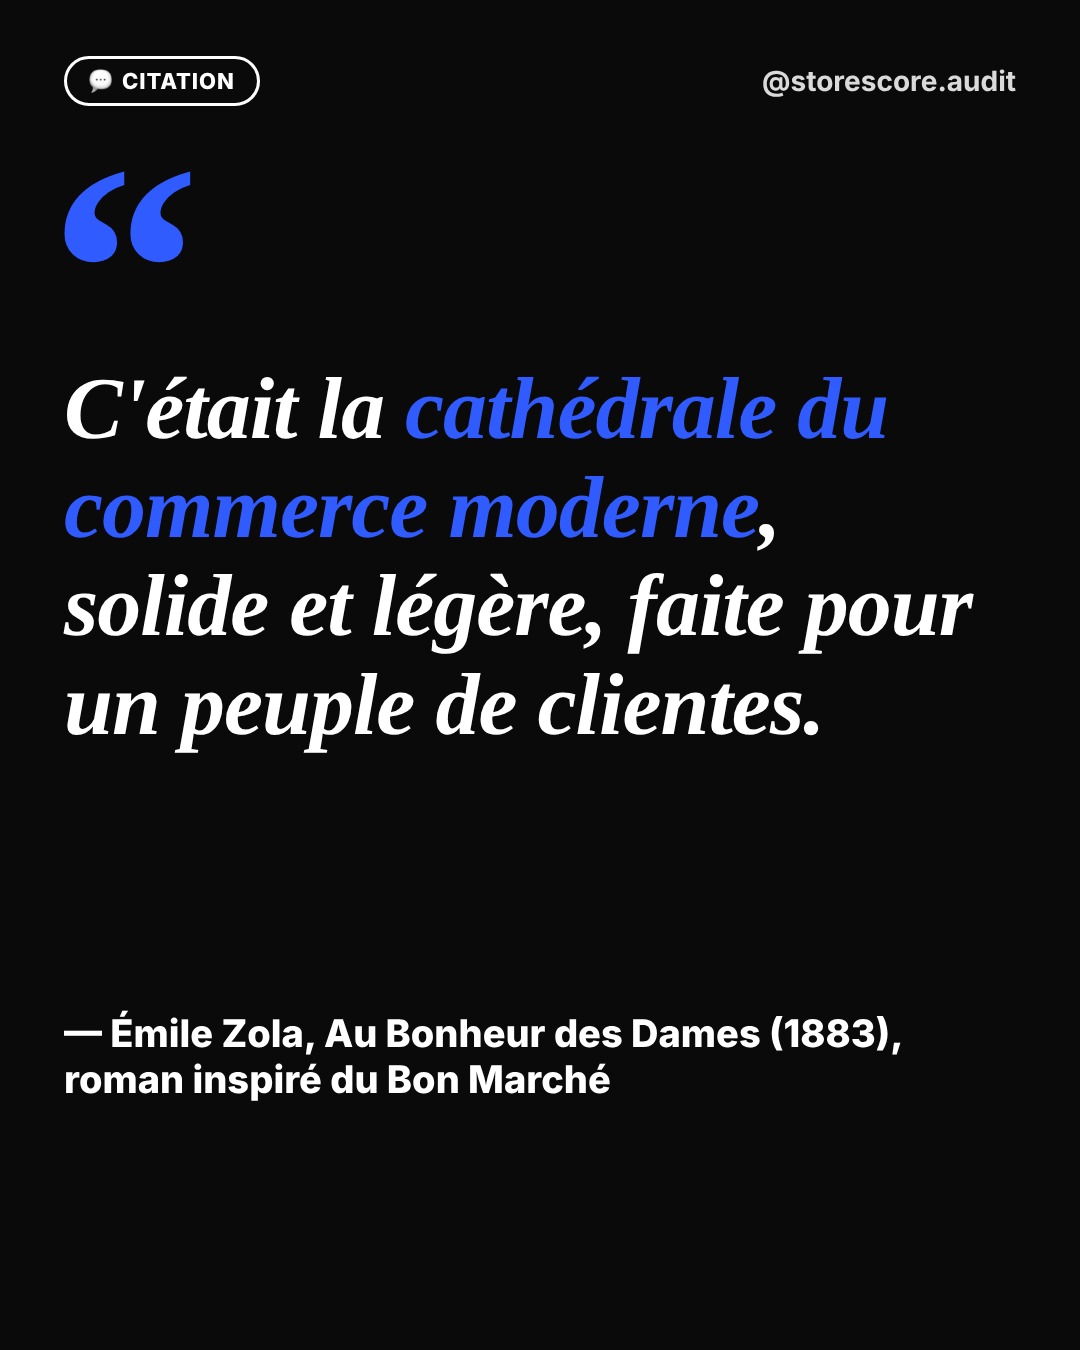 💬 CITATION
@storescore.audit
“
C'était la cathédrale du
commerce moderne,
solide et légère, faite pour
un peuple de clientes.
— Émile Zola, Au Bonheur des Dames (1883),
roman inspiré du Bon Marché